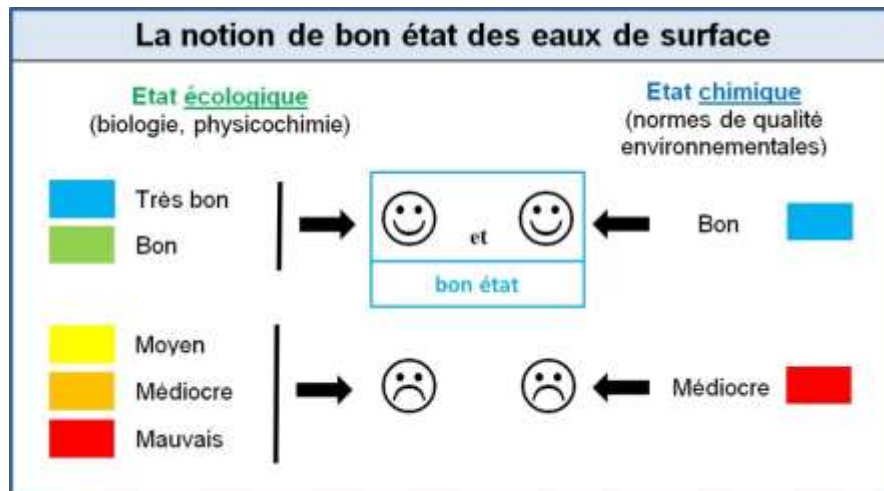 La notion de bon état des eaux de surface
Etat écologique
(biologie, physicochimie)
Etat chimique
(normes de qualité
environnementales)
Très bon
Bon
et
bon état
Bon
Moyen
Médiocre
Mauvais
Médiocre